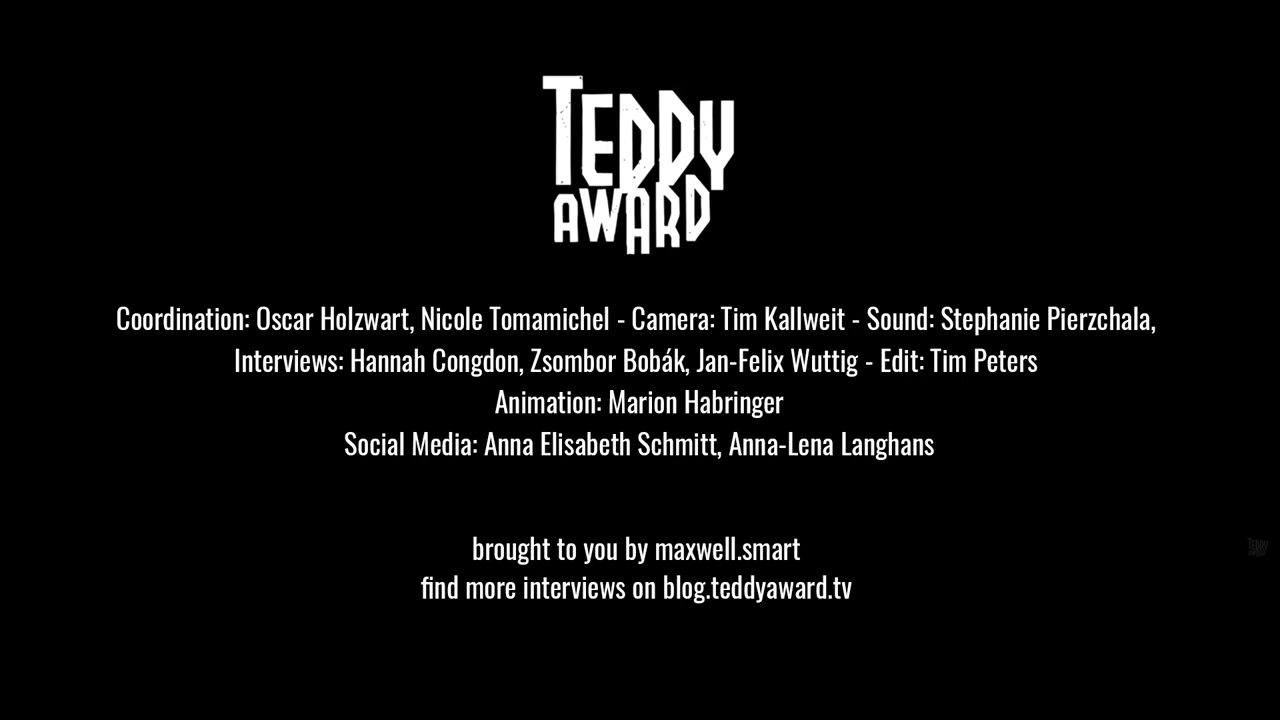 TEDDY
AWARD
Coordination: Oscar Holzwart, Nicole Tomamichel - Camera: Tim Kallweit - Sound: Stephanie Pierzchala,
Interviews: Hannah Congdon, Zsombor Bobák, Jan-Felix Wuttig - Edit: Tim Peters
Animation: Marion Habringer
Social Media: Anna Elisabeth Schmitt, Anna-Lena Langhans
brought to you by maxwell.smart
find more interviews on blog.teddyaward.tv
TEDDY
AWARD